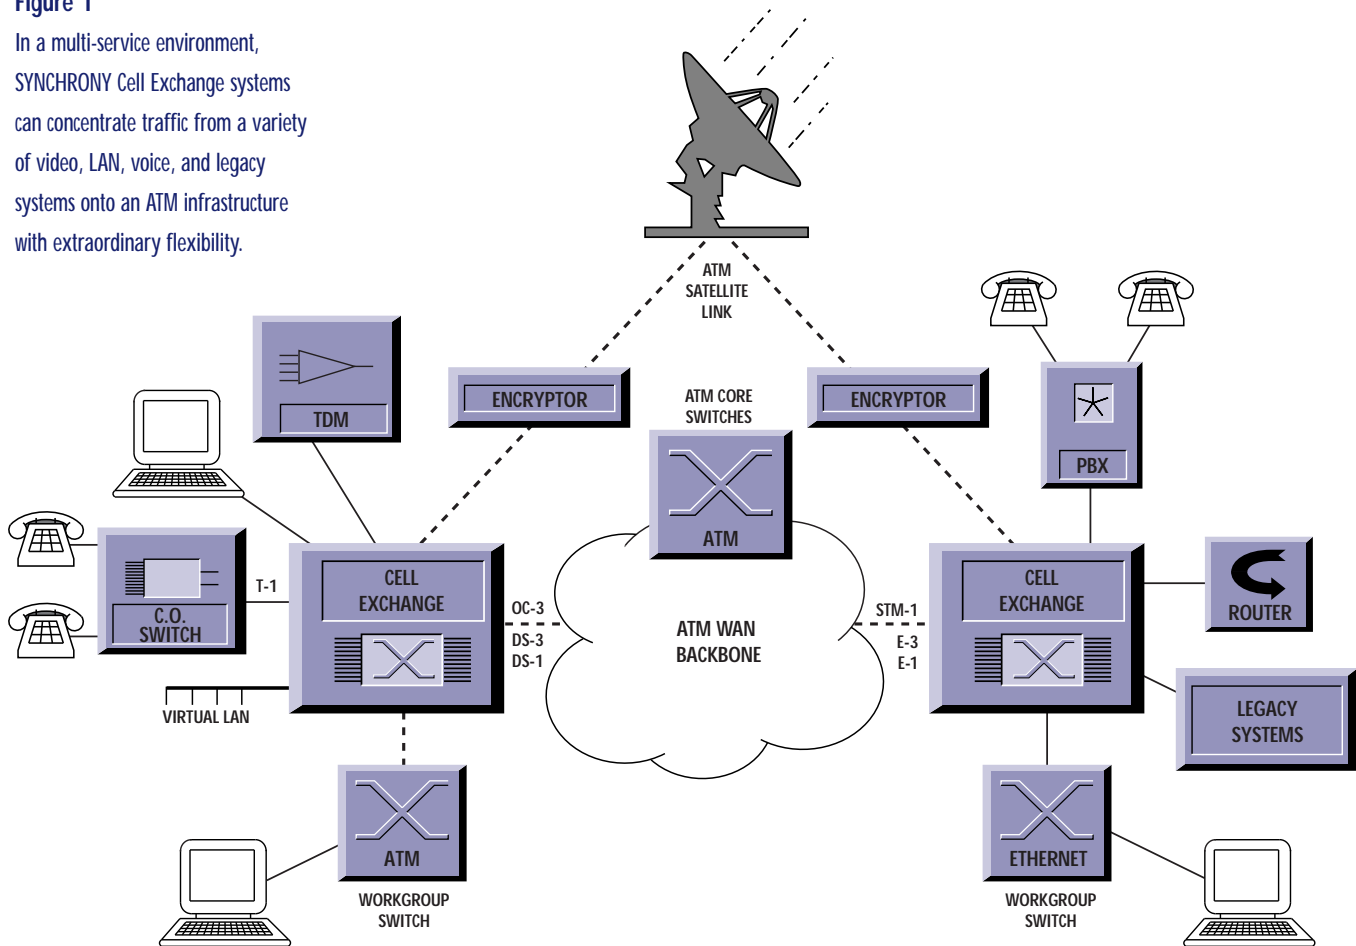 Figure 1
In a multi-service environment,
SYNCHRONY Cell Exchange systems
can concentrate traffic from a variety
of video, LAN, voice, and legacy
systems onto an ATM infrastructure
with extraordinary flexibility.
ATM
SATELLITE
LINK
TDM
ENCRYPTOR
ATM CORE
SWITCHES
ENCRYPTOR
PBX
ATM
C.O.
SWITCH
T-1
CELL
EXCHANGE
OC-3
DS-3
DS-1
ATM WAN
BACKBONE
STM-1
E-3
E-1
CELL
EXCHANGE
ROUTER
VIRTUAL LAN
LEGACY
SYSTEMS
ATM
WORKGROUP
SWITCH
ETHERNET
WORKGROUP
SWITCH